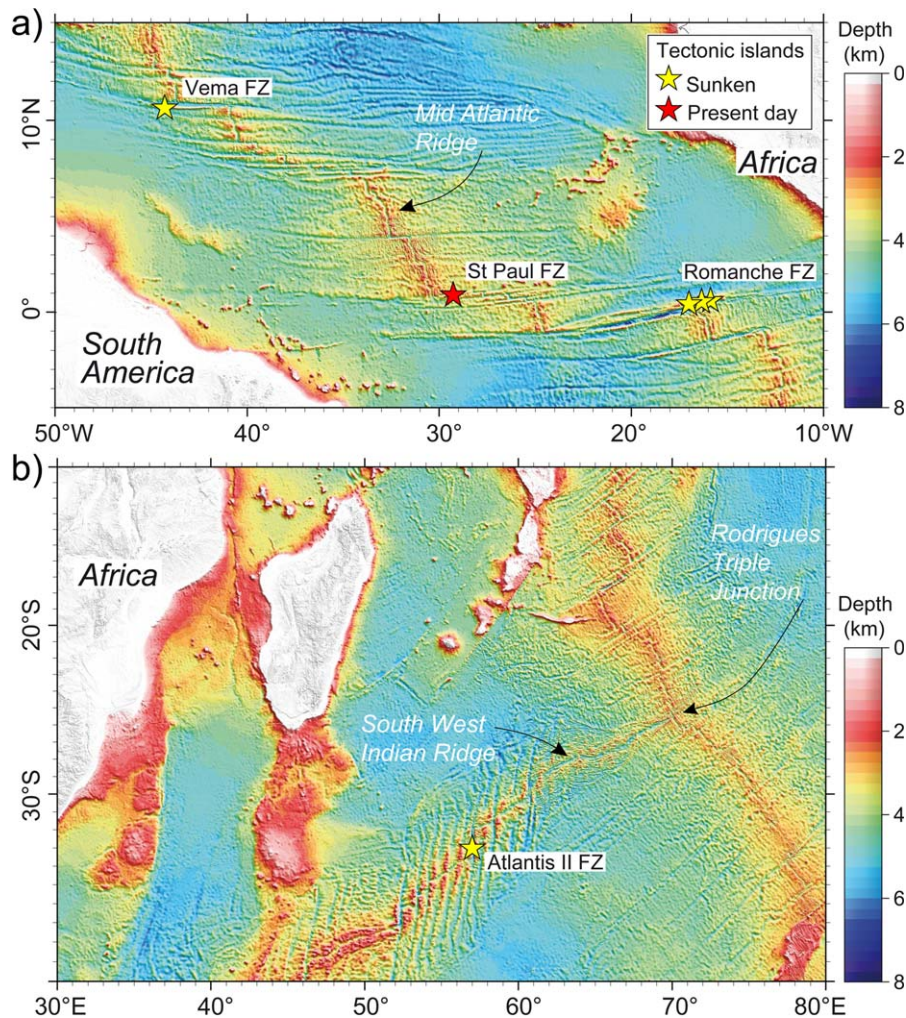 a)
Depth
(km)
Tectonic islands
Sunken
Present day
Vema FZ
Mid Atlantic
Ridge
Africa
St Paul FZ
Romanche FZ
South
America
10°N
0°
50°W
40°
30°
20°
10°W
0
2
4
6
8
b)
Africa
Rodrigues
Triple
Junction
South West
Indian Ridge
Atlantis II FZ
20°S
30°S
30°E
40°
50°
60°
70°
80°E
Depth
(km)
0
2
4
6
8